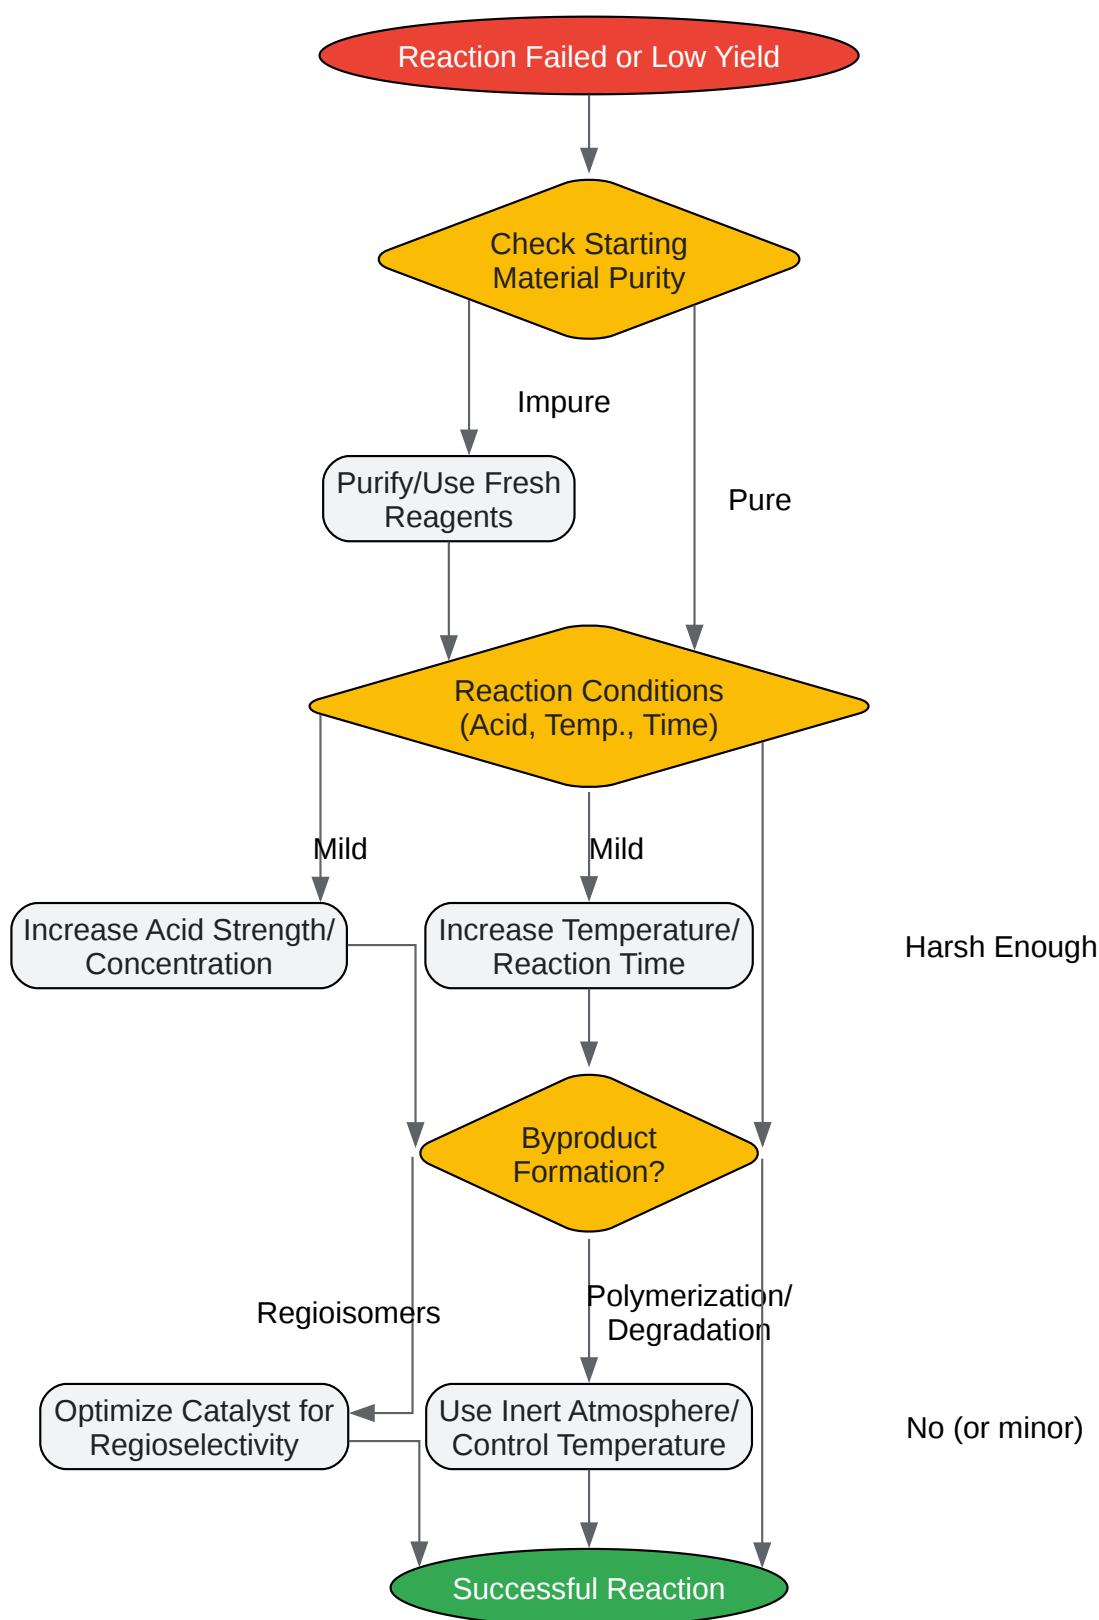 Reaction Failed or Low Yield
Check Starting
Material Purity
Impure
Purify/Use Fresh
Reagents
Pure
Reaction Conditions
(Acid, Temp., Time)
Mild
Mild
Increase Acid Strength/
Concentration
Increase Temperature/
Reaction Time
Harsh Enough
Byproduct
Formation?
Regioisomers
Polymerization/
Degradation
Optimize Catalyst for
Regioselectivity
Use Inert Atmosphere/
Control Temperature
No (or minor)
Successful Reaction